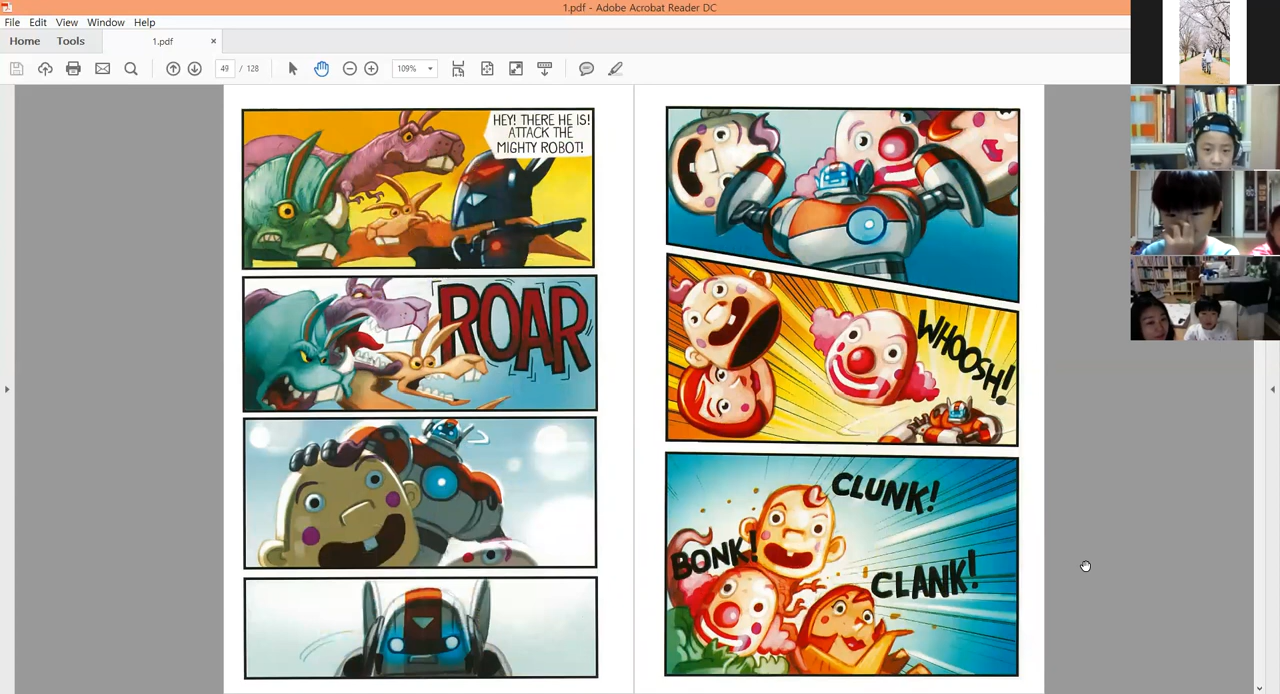 1.pdf - Adobe Acrobat Reader DC
File Edit View Window Help
Home Tools 1.pdf ×
49 / 128 109%
HEY! THERE HE IS!
ATTACK THE
MIGHTY ROBOT!
ROAR
WHOOSH!
CLUNK!
BONK!
CLANK!